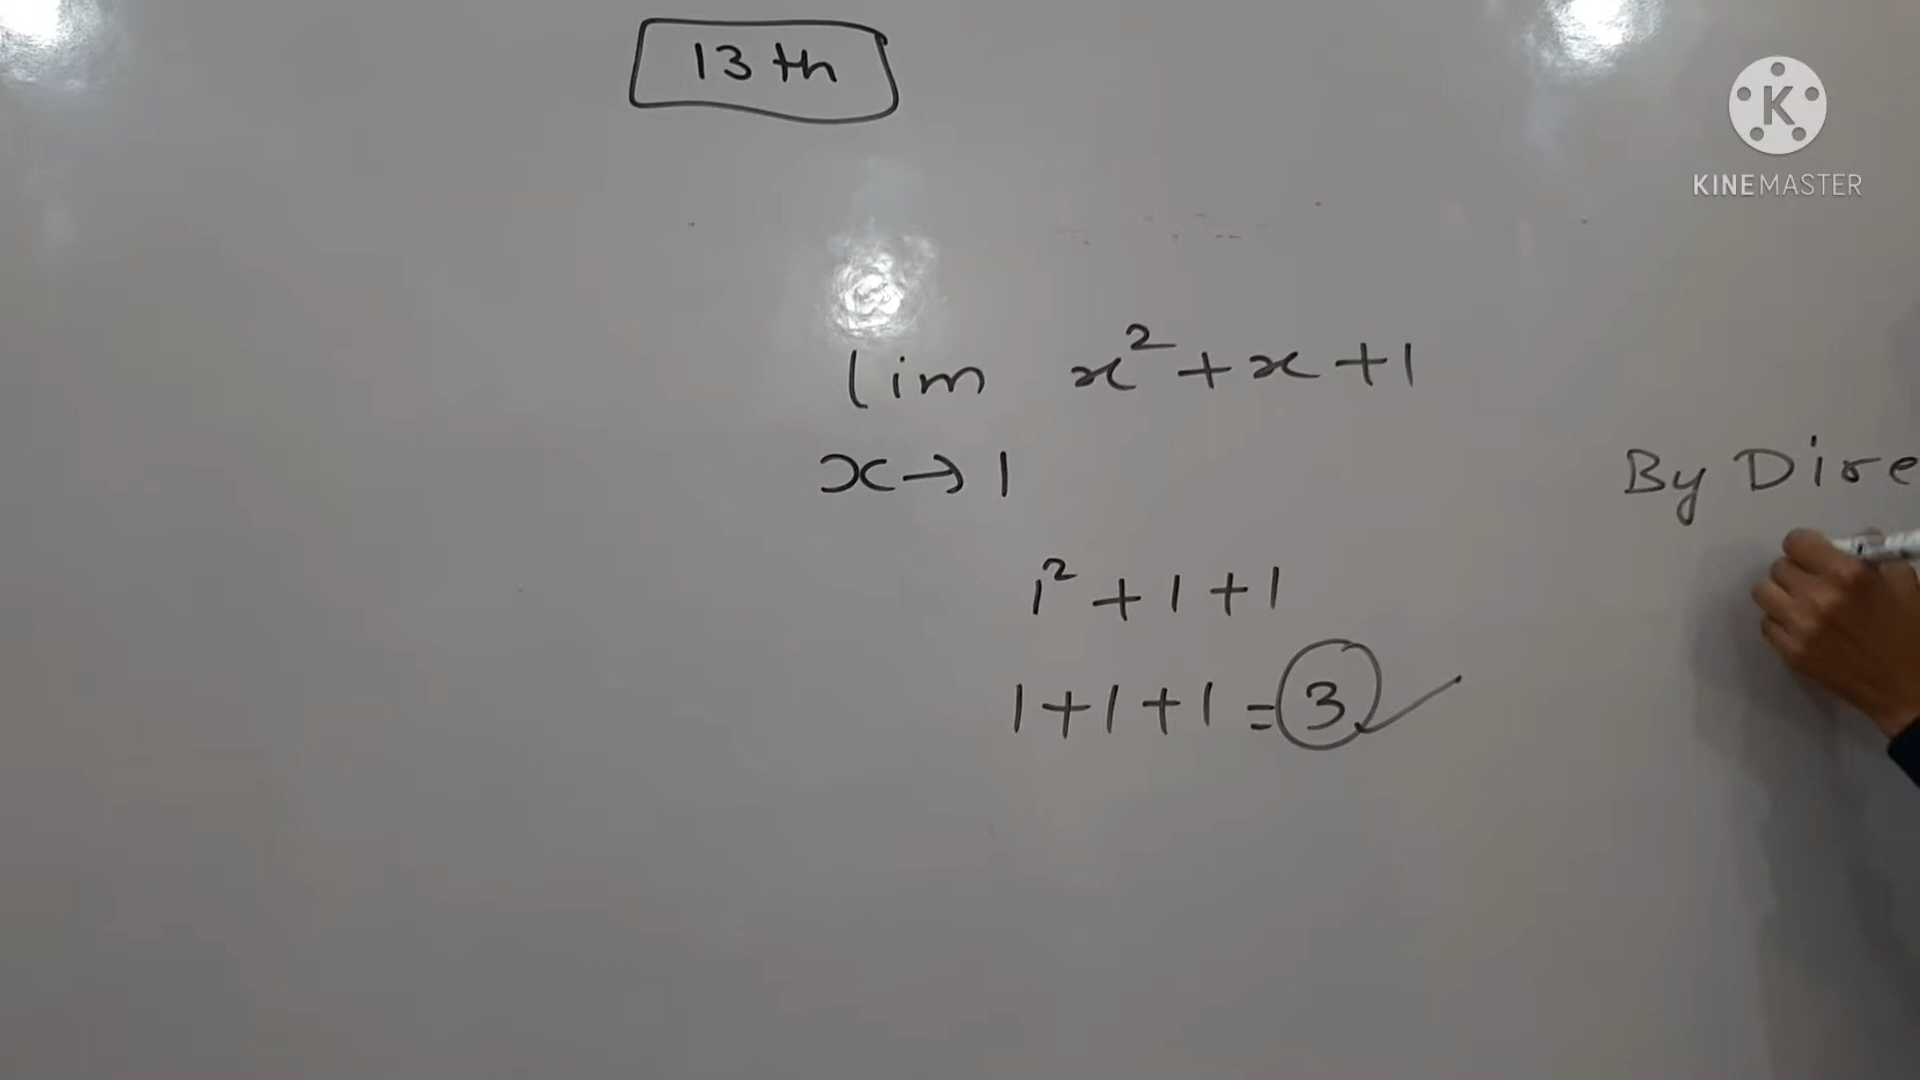 13th
KINEMASTER
lim x²+x+1
x→1
By Dire
1²+1+1
1+1+1=3